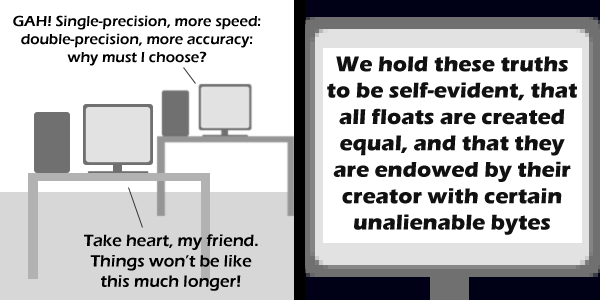 GAH! Single-precision, more speed:
double-precision, more accuracy:
why must I choose?
Take heart, my friend.
Things won't be like
this much longer!
We hold these truths
to be self-evident, that
all floats are created
equal, and that they
are endowed by their
creator with certain
unalienable bytes